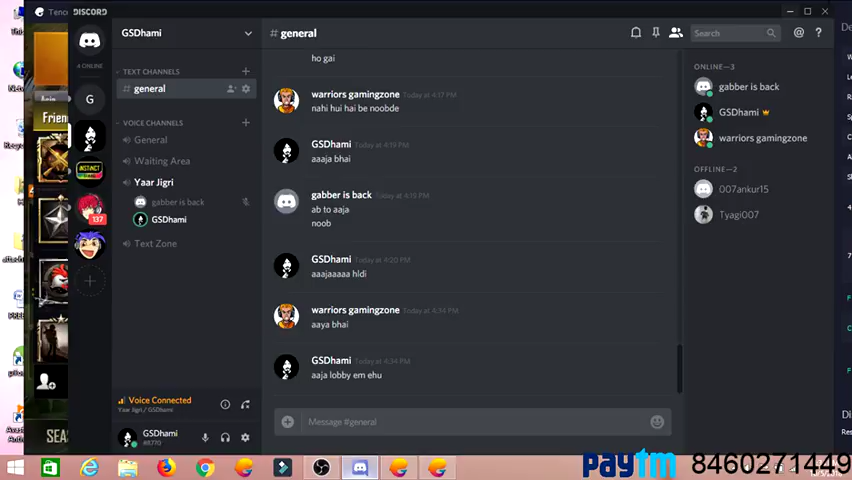 Tence
DISCORD
GSDhami
# general
Search
4 ONLINE
G
137
TEXT CHANNELS
# general
VOICE CHANNELS
General
Waiting Area
Yaar Jigri
gabber is back
GSDhami
Text Zone
Voice Connected
Yaar Jigri / GSDhami
GSDhami
#8770
ho gai
warriors gamingzone Today at 4:17 PM
nahi hui hai be noobde
GSDhami Today at 4:19 PM
aaaja bhai
gabber is back Today at 4:19 PM
ab to aaja
noob
GSDhami Today at 4:20 PM
aaajaaaaa hldi
warriors gamingzone Today at 4:34 PM
aaya bhai
GSDhami Today at 4:34 PM
aaja lobby em ehu
Message #general
ONLINE—3
gabber is back
GSDhami
warriors gamingzone
OFFLINE—2
007ankur15
Tyagi007
Friend
SEAS
paytm 8460271449